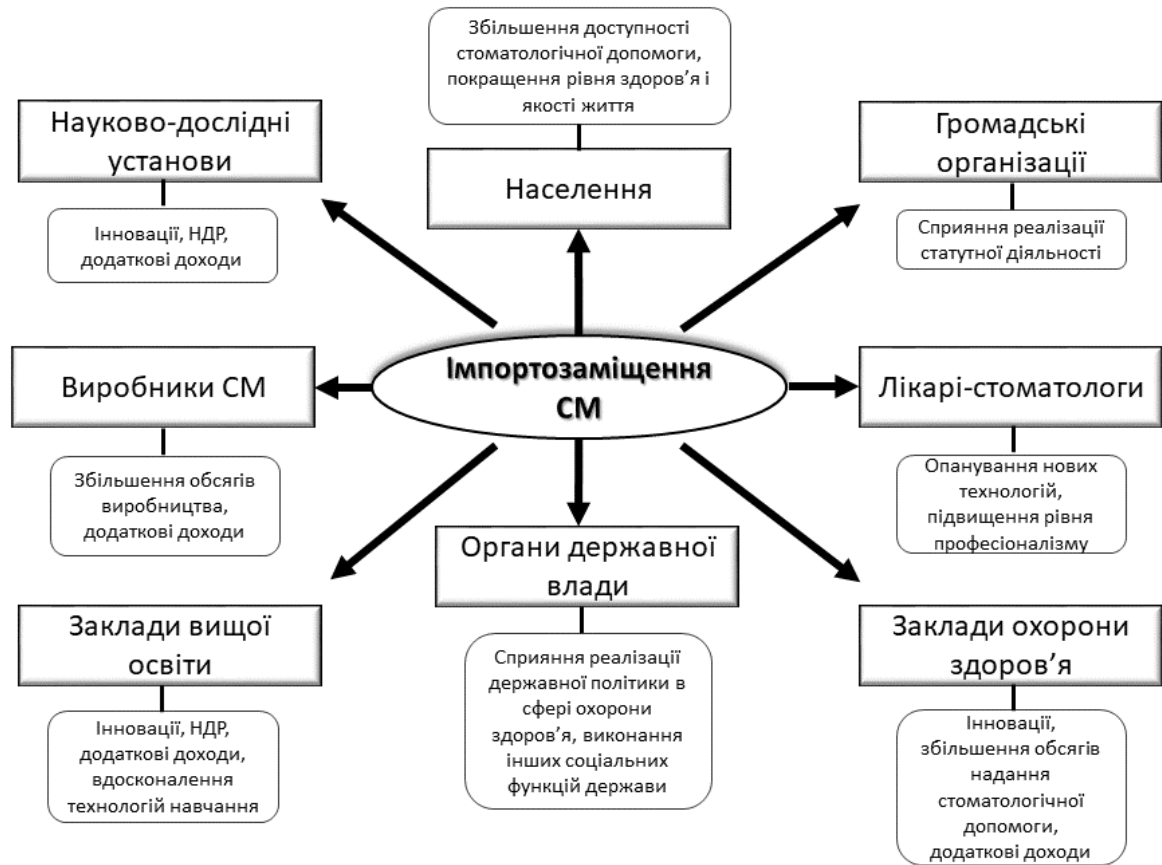 Збільшення доступності
стоматологічної допомоги,
покращення рівня здоров’я і
якості життя
Науково-дослідні
установи
Населення
Громадські
організації
Інновації, НДР,
додаткові доходи
Сприяння реалізації
статутної діяльності
Виробники СМ
Імпортозаміщення
СМ
Лікарі-стоматологи
Збільшення обсягів
виробництва,
додаткові доходи
Опанування нових
технологій,
підвищення рівня
професіоналізму
Органи державної
влади
Заклади вищої
освіти
Заклади охорони
здоров’я
Сприяння реалізації
державної політики в
сфері охорони
здоров’я, виконання
інших соціальних
функцій держави
Інновації, НДР,
додаткові доходи,
вдосконалення
технологій навчання
Інновації,
збільшення обсягів
надання
стоматологічної
допомоги,
додаткові доходи